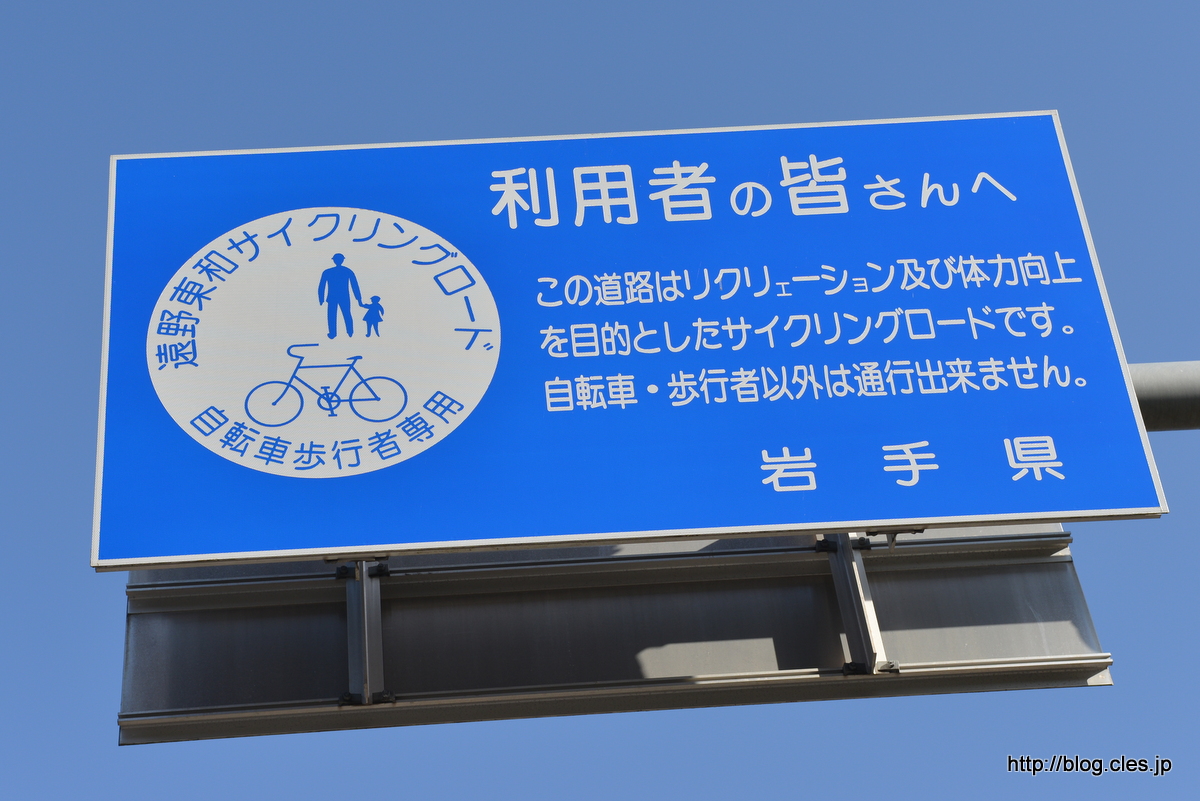 遠野東和サイクリングロード
自転車歩行者専用
利用者の皆さんへ
この道路はリクリェーション及び体力向上
を目的としたサイクリングロードです。
自転車・歩行者以外は通行出来ません。
岩手県
http://blog.cles.jp